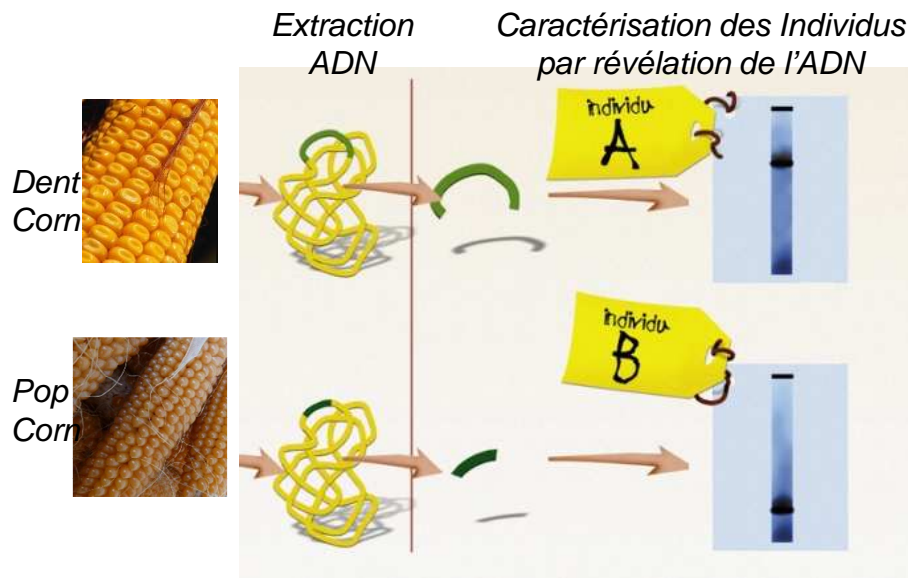 Extraction
ADN
Caractérisation des Individus
par révélation de l'ADN
Dent
Corn
individu
A
Pop
Corn
individu
B